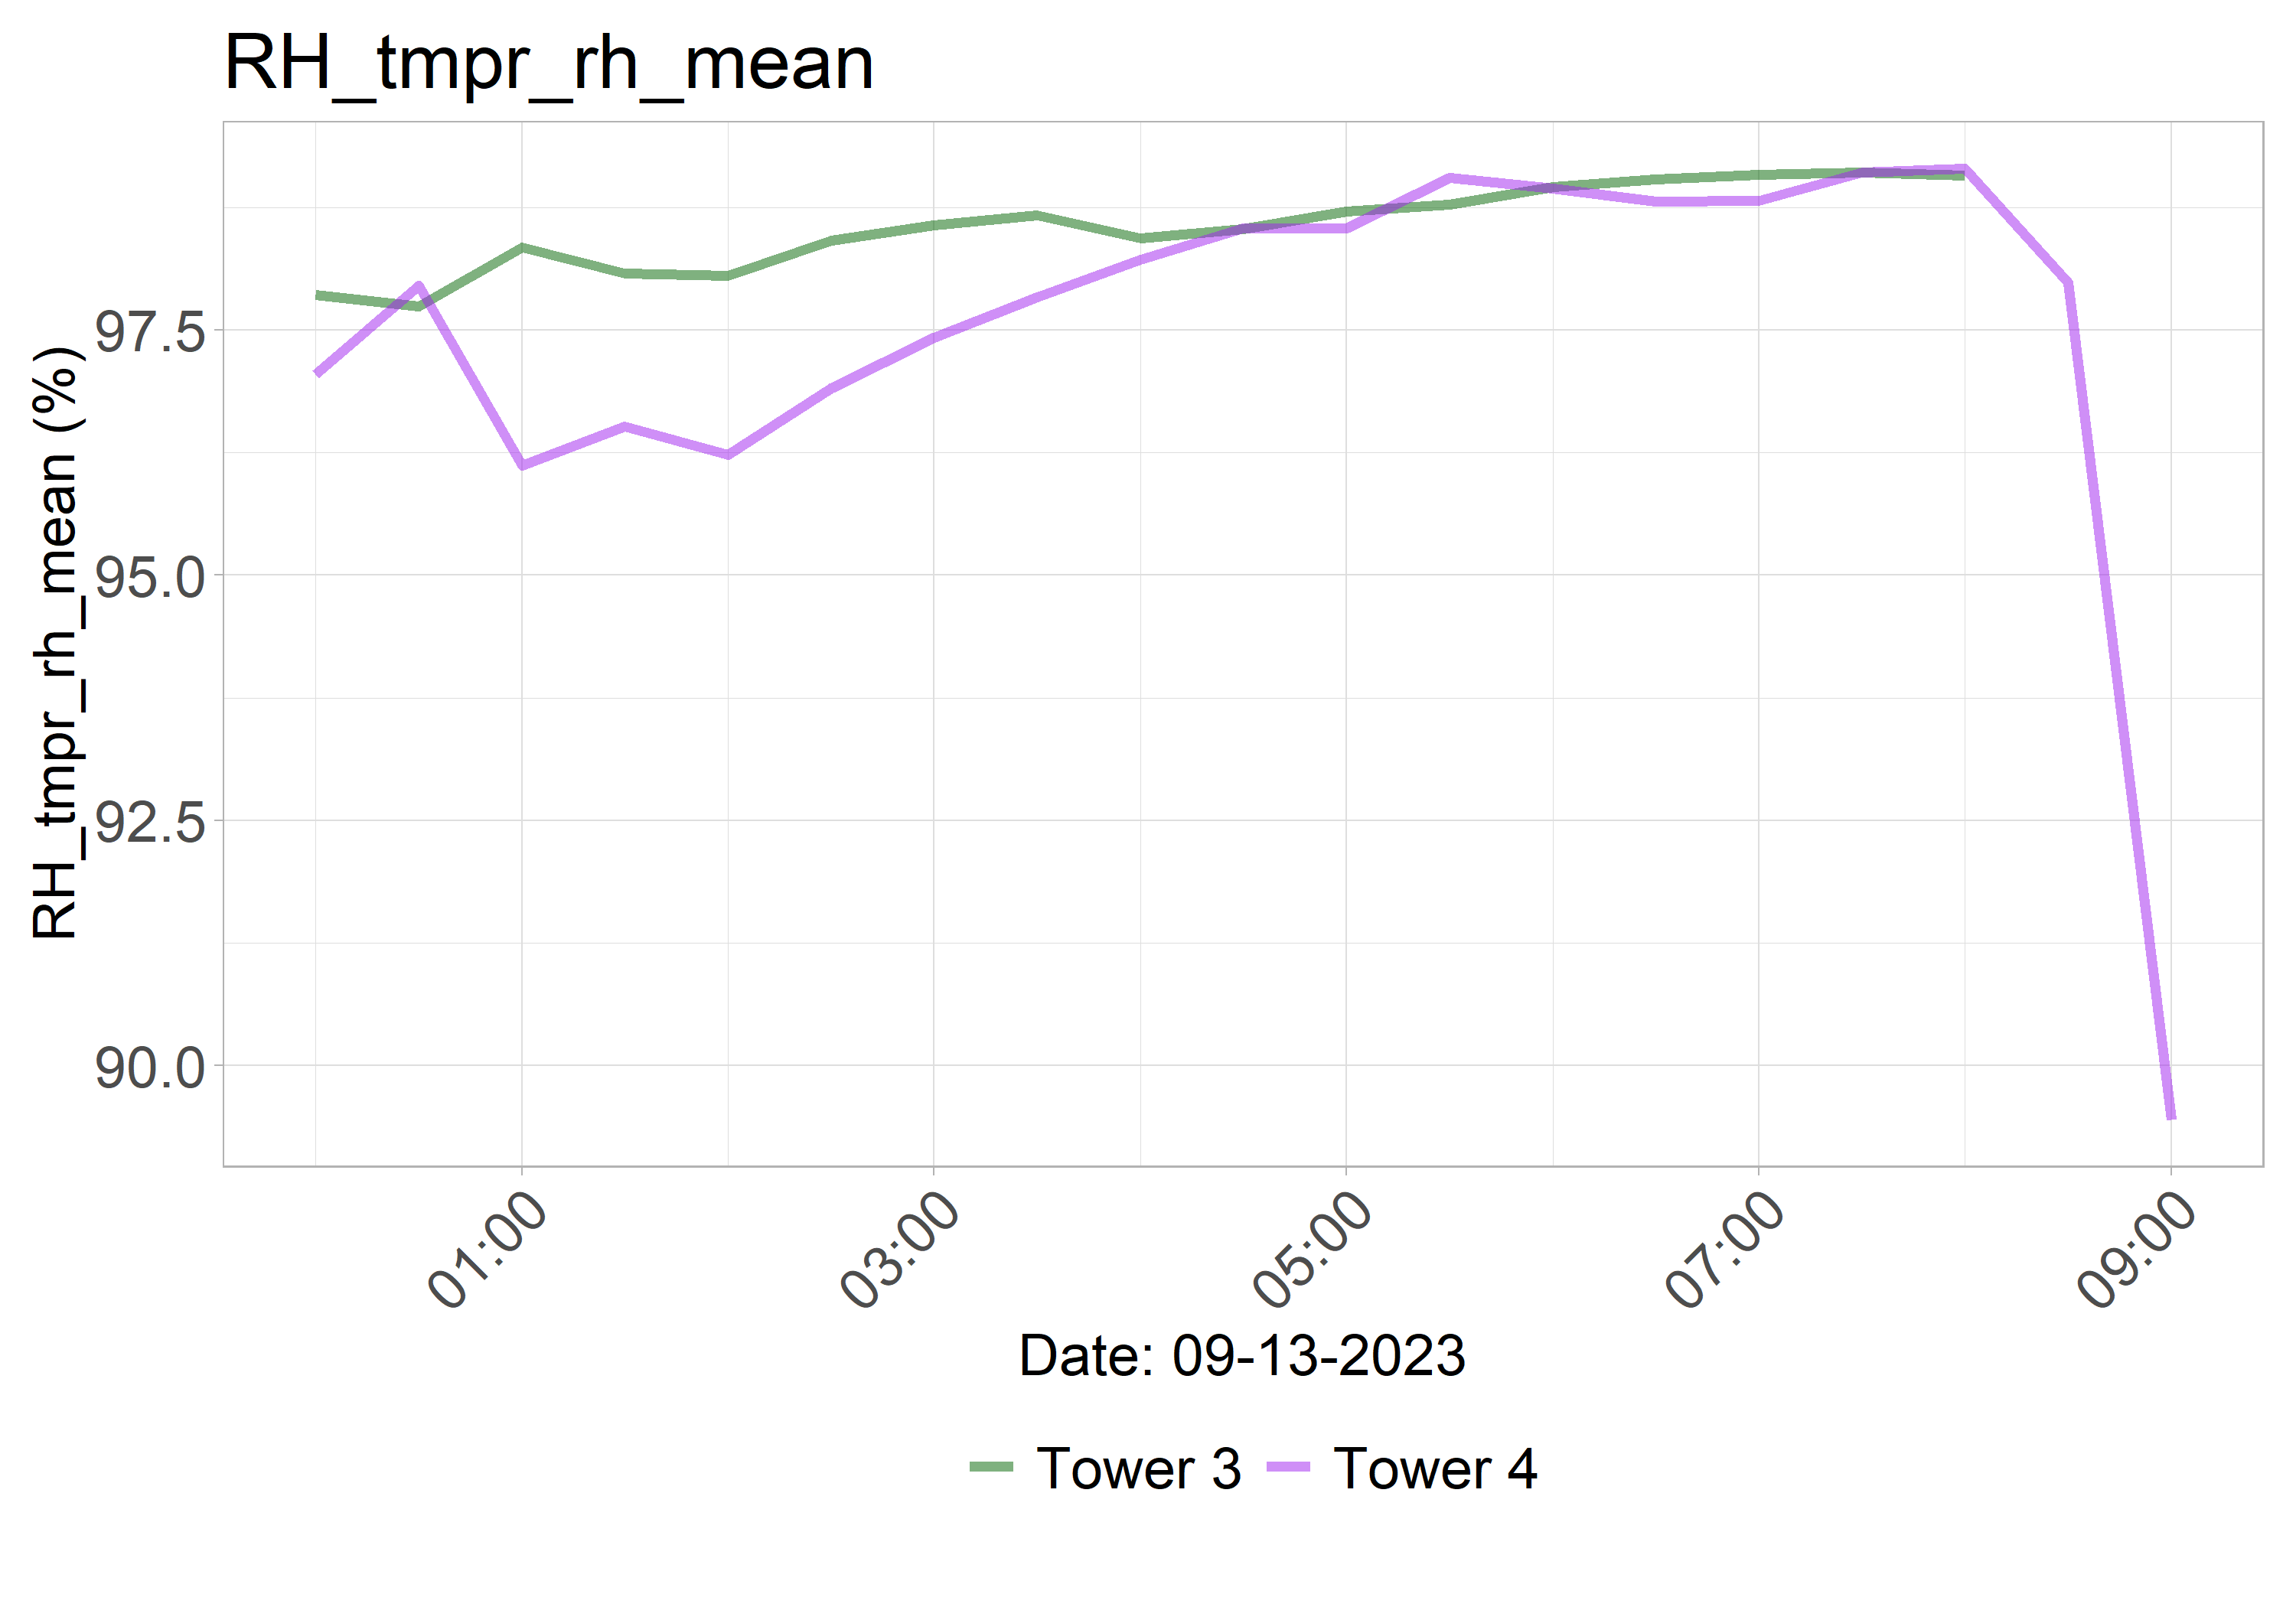 RH_tmpr_rh_mean
RH_tmpr_rh_mean (%)
97.5
95.0
92.5
90.0
01:00
03:00
05:00
07:00
09:00
Date: 09-13-2023
Tower 3
Tower 4